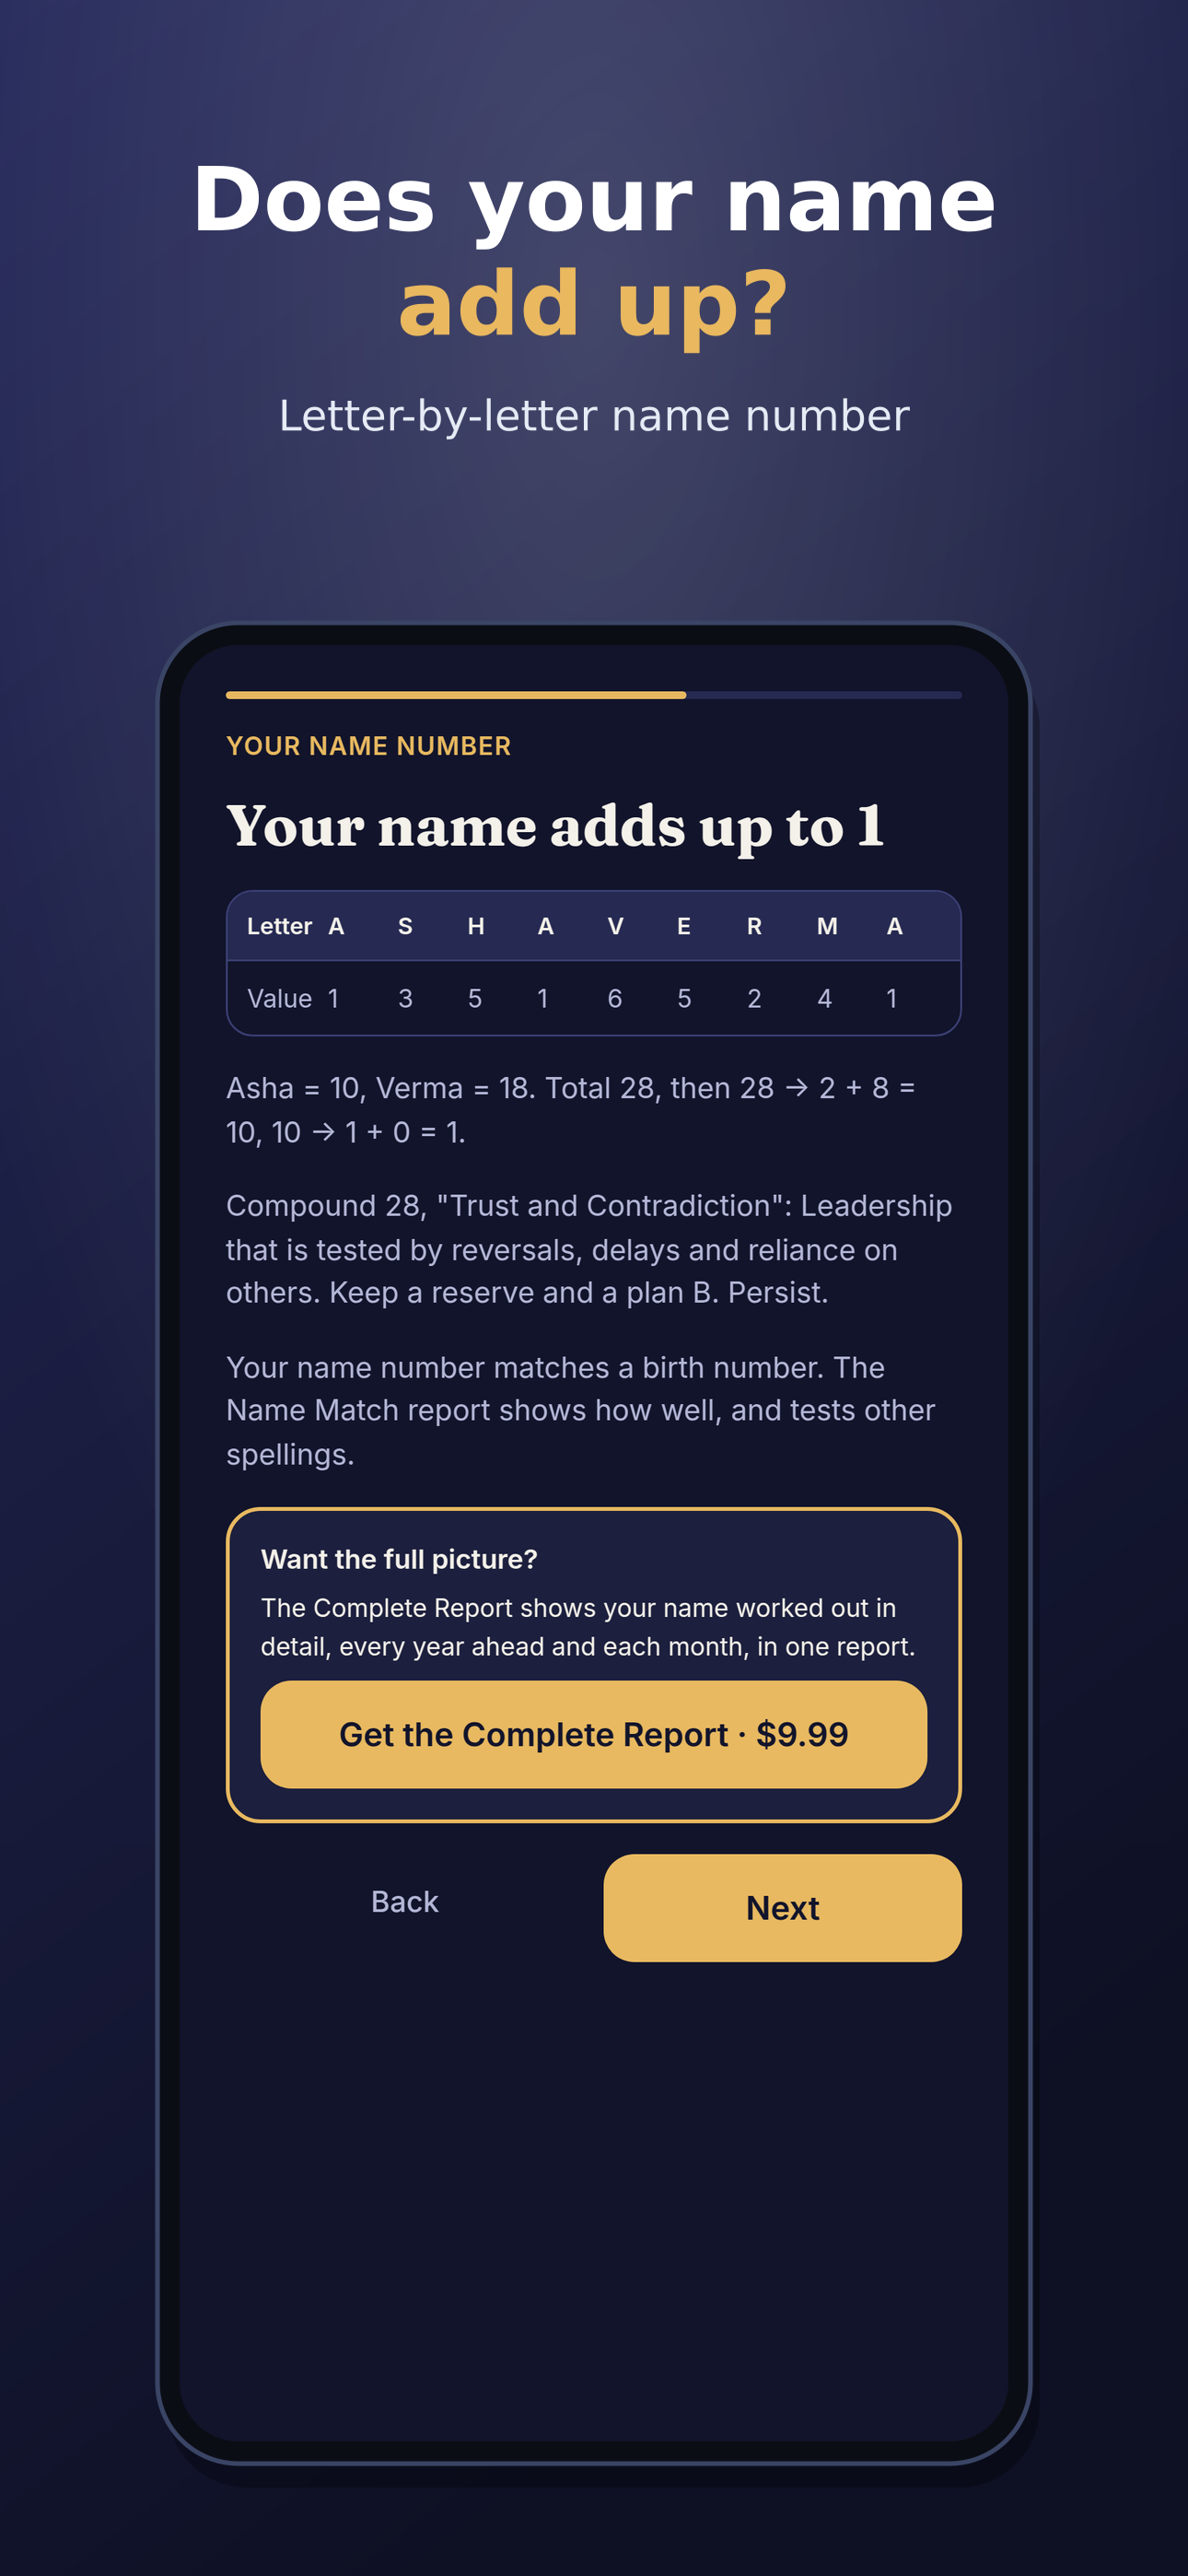 Does your name
add up?
Letter-by-letter name number
YOUR NAME NUMBER
Your name adds up to 1
Letter A S H A V E R M A
Value 1 3 5 1 6 5 2 4 1
Asha = 10, Verma = 18. Total 28, then 28 → 2 + 8 =
10, 10 → 1 + 0 = 1.
Compound 28, "Trust and Contradiction": Leadership
that is tested by reversals, delays and reliance on
others. Keep a reserve and a plan B. Persist.
Your name number matches a birth number. The
Name Match report shows how well, and tests other
spellings.
Want the full picture?
The Complete Report shows your name worked out in
detail, every year ahead and each month, in one report.
Get the Complete Report · $9.99
Back Next